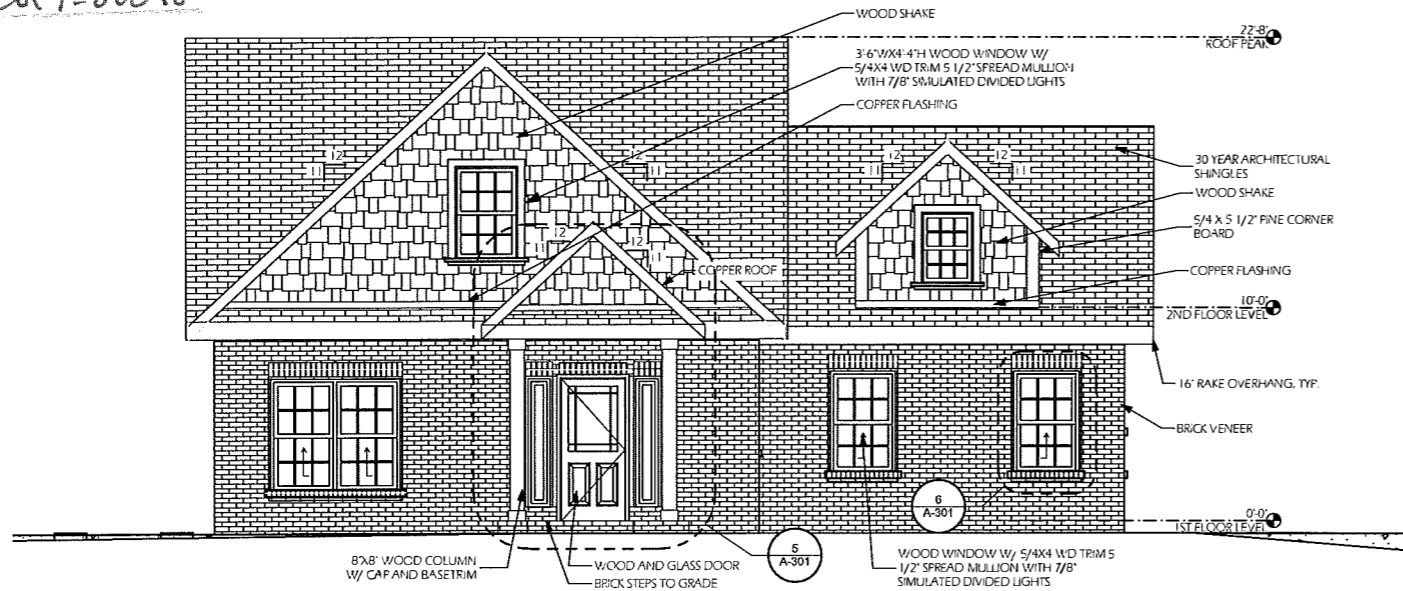 WOOD SHAKE
22'-8"
ROOF PEAK
3'-6"WX4'-4"H WOOD WINDOW W/
5/4X4 WD TRIM 5 1/2" SPREAD MULLION
WITH 7/8" SIMULATED DIVIDED LIGHTS
COPPER FLASHING
12
11
12
11
12
11
12
11
30 YEAR ARCHITECTURAL
SHINGLES
WOOD SHAKE
5/4 X 5 1/2" PINE CORNER
BOARD
12
11
12
11
COPPER ROOF
COPPER FLASHING
10'-0"
2ND FLOOR LEVEL
16" RAKE OVERHANG, TYP.
BRICK VENEER
6
A-301
0'-0"
1ST FLOOR LEVEL
8"X8" WOOD COLUMN
W/ CAP AND BASETRIM
WOOD AND GLASS DOOR
BRICK STEPS TO GRADE
5
A-301
WOOD WINDOW W/ 5/4X4 WD TRIM 5
1/2" SPREAD MULLION WITH 7/8"
SIMULATED DIVIDED LIGHTS